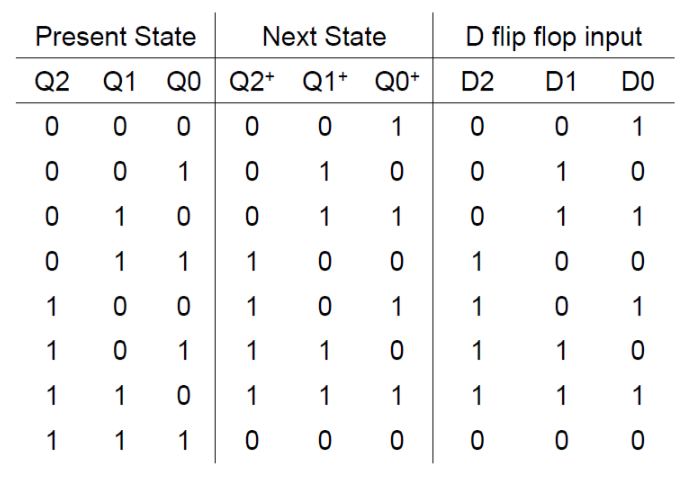 Present State Next State D flip flop input
Q2 Q1 Q0 Q2⁺ Q1⁺ Q0⁺ D2 D1 D0
0 0 0 0 0 1 0 0 1
0 0 1 0 1 0 0 1 0
0 1 0 0 1 1 0 1 1
0 1 1 1 0 0 1 0 0
1 0 0 1 0 1 1 0 1
1 0 1 1 1 0 1 1 0
1 1 0 1 1 1 1 1 1
1 1 1 0 0 0 0 0 0